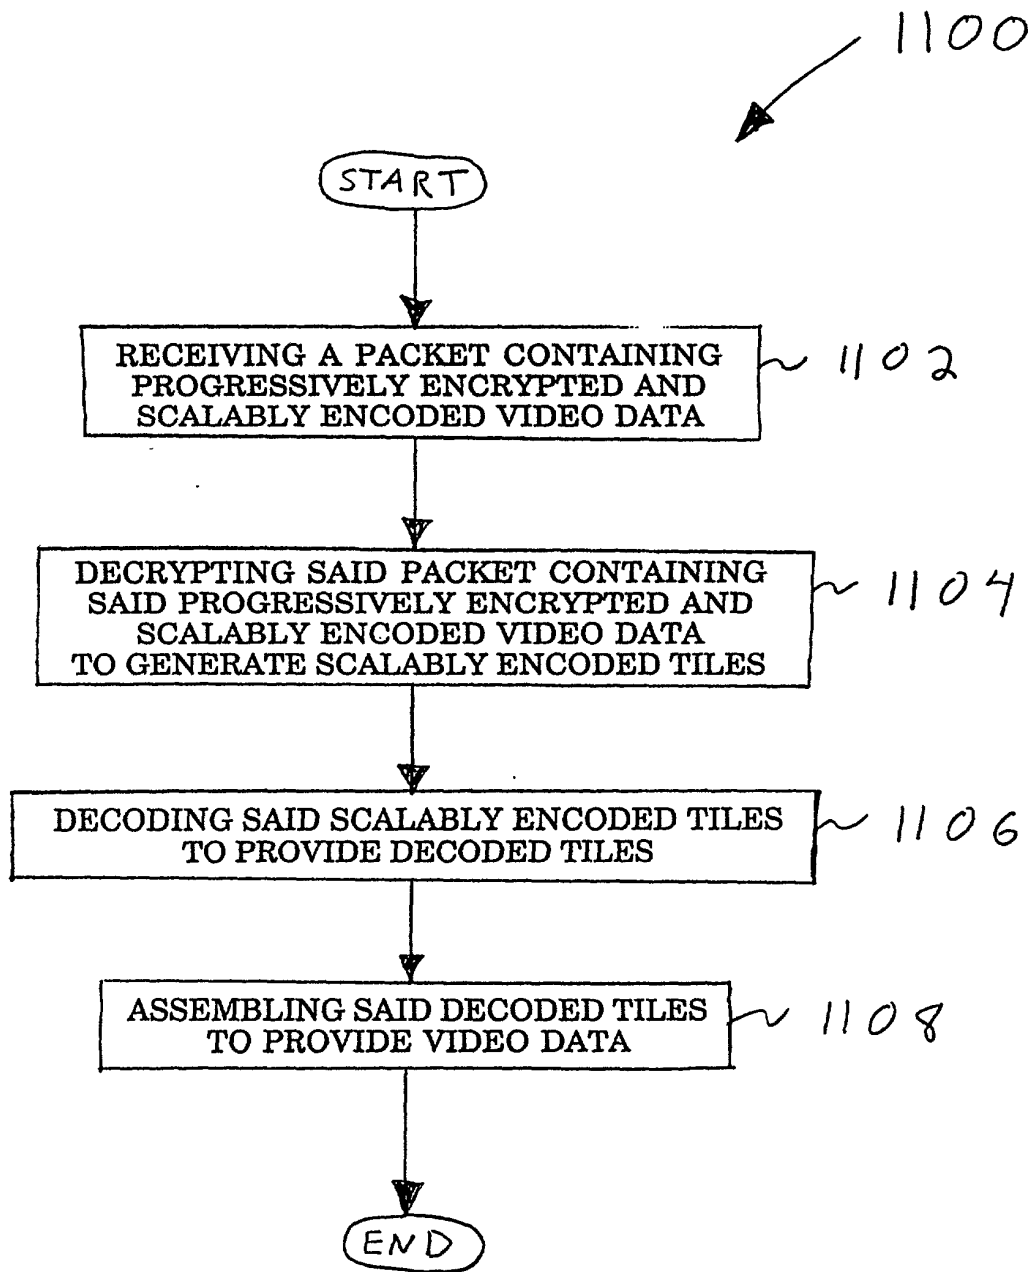 1100
START
RECEIVING A PACKET CONTAINING
PROGRESSIVELY ENCRYPTED AND
SCALABLY ENCODED VIDEO DATA
1102
DECRYPTING SAID PACKET CONTAINING
SAID PROGRESSIVELY ENCRYPTED AND
SCALABLY ENCODED VIDEO DATA
TO GENERATE SCALABLY ENCODED TILES
1104
DECODING SAID SCALABLY ENCODED TILES
TO PROVIDE DECODED TILES
1106
ASSEMBLING SAID DECODED TILES
TO PROVIDE VIDEO DATA
1108
END